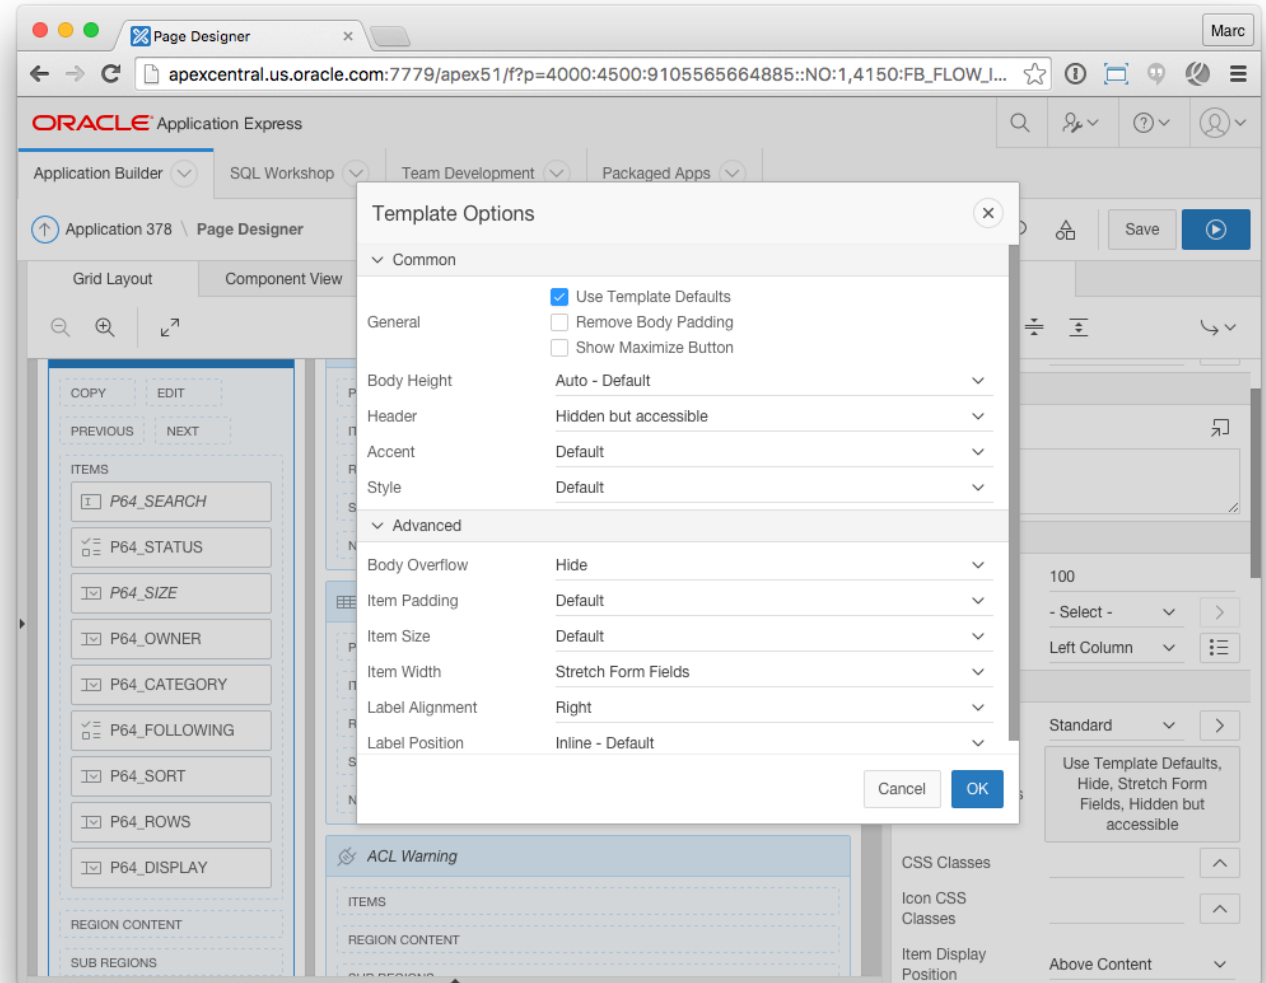 Page Designer
Marc
apexcentral.us.oracle.com:7779/apex51/f?p=4000:4500:9105565664885::NO:1,4150:FB_FLOW_I...
ORACLE Application Express
Application Builder
SQL Workshop
Team Development
Packaged Apps
Application 378 \ Page Designer
Save
Grid Layout
Component View
COPY
EDIT
PREVIOUS
NEXT
ITEMS
P64_SEARCH
P64_STATUS
P64_SIZE
P64_OWNER
P64_CATEGORY
P64_FOLLOWING
P64_SORT
P64_ROWS
P64_DISPLAY
REGION CONTENT
SUB REGIONS
Template Options
Common
General
Use Template Defaults
Remove Body Padding
Show Maximize Button
Body Height
Auto - Default
Header
Hidden but accessible
Accent
Default
Style
Default
Advanced
Body Overflow
Hide
Item Padding
Default
Item Size
Default
Item Width
Stretch Form Fields
Label Alignment
Right
Label Position
Inline - Default
Cancel
OK
ACL Warning
ITEMS
REGION CONTENT
SUB REGIONS
100
- Select -
Left Column
Standard
Use Template Defaults,
Hide, Stretch Form
Fields, Hidden but
accessible
CSS Classes
Icon CSS
Classes
Item Display
Position
Above Content